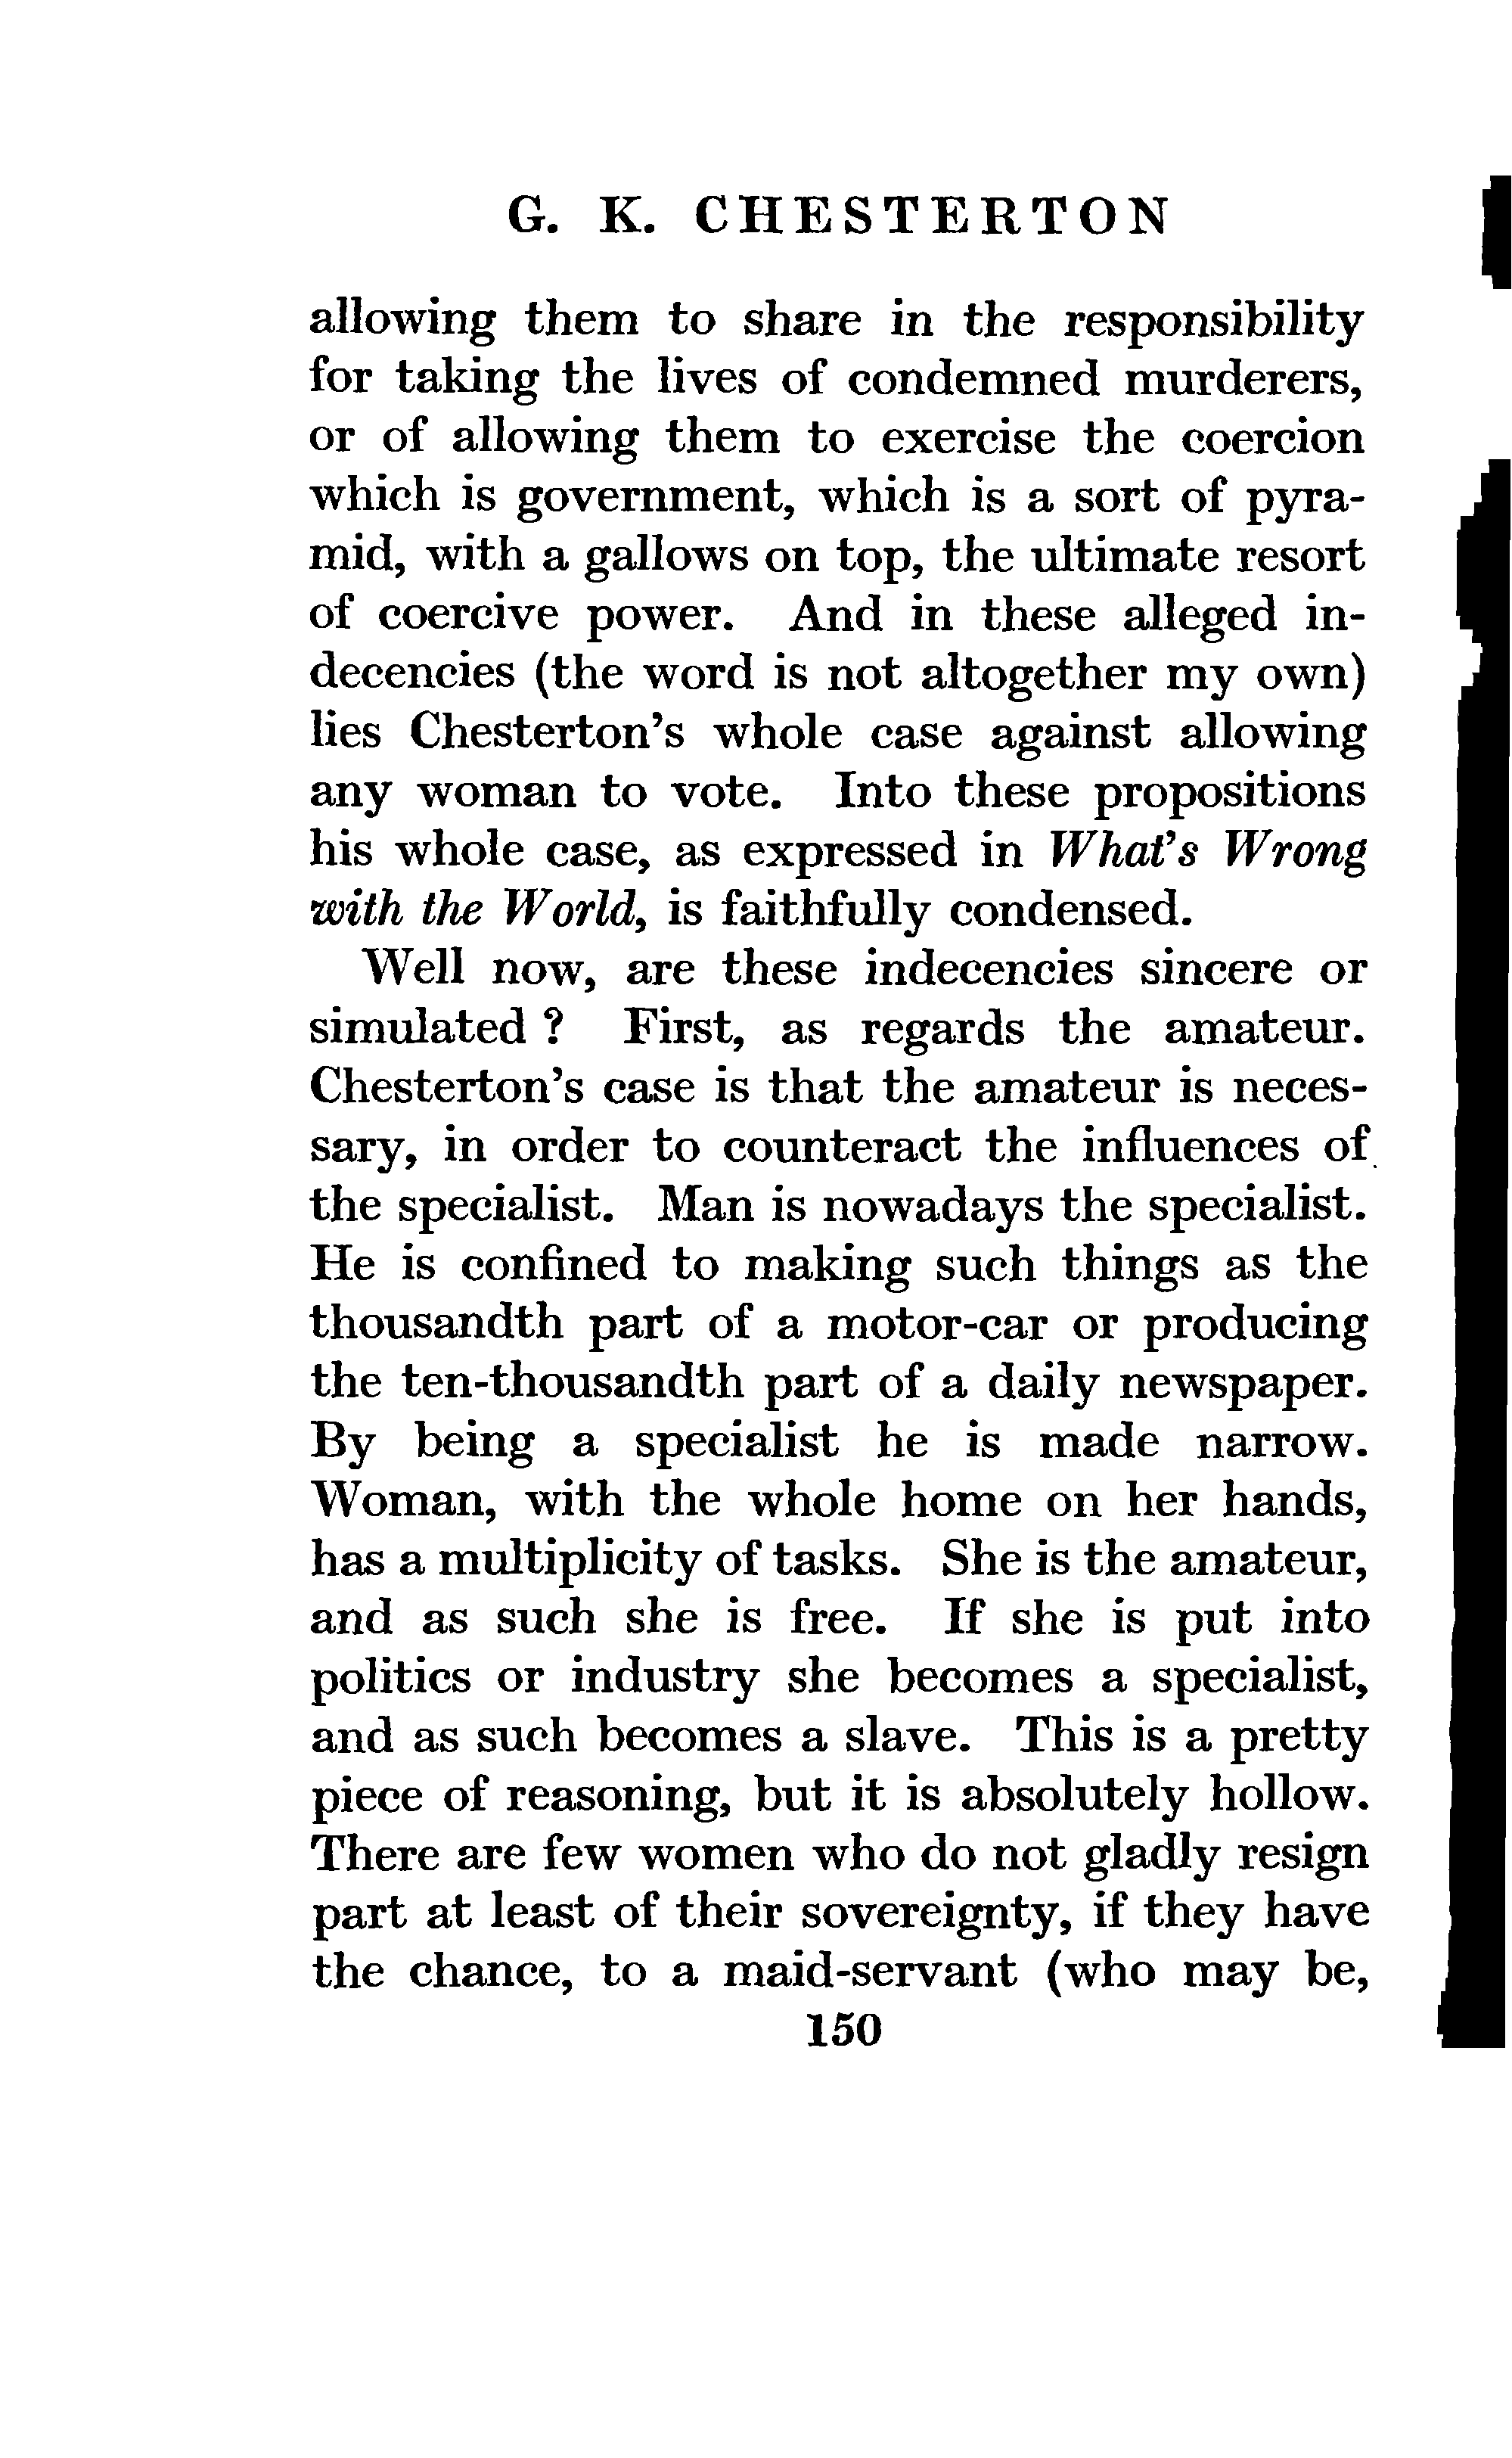 G. K. CHESTERTON
allowing them to share in the responsibility
for taking the lives of condemned murderers,
or of allowing them to exercise the coercion
which is government, which is a sort of pyra-
mid, with a gallows on top, the ultimate resort
of coercive power. And in these alleged in-
decencies (the word is not altogether my own)
lies Chesterton's whole case against allowing
any woman to vote. Into these propositions
his whole case, as expressed in What's Wrong
with the World, is faithfully condensed.
Well now, are these indecencies sincere or
simulated ? First, as regards the amateur.
Chesterton's case is that the amateur is neces-
sary, in order to counteract the influences of
the specialist. Man is nowadays the specialist.
He is confined to making such things as the
thousandth part of a motor-car or producing
the ten-thousandth part of a daily newspaper.
By being a specialist he is made narrow.
Woman, with the whole home on her hands,
has a multiplicity of tasks. She is the amateur,
and as such she is free. If she is put into
politics or industry she becomes a specialist,
and as such becomes a slave. This is a pretty
piece of reasoning, but it is absolutely hollow.
There are few women who do not gladly resign
part at least of their sovereignty, if they have
the chance, to a maid-servant (who may be,
150